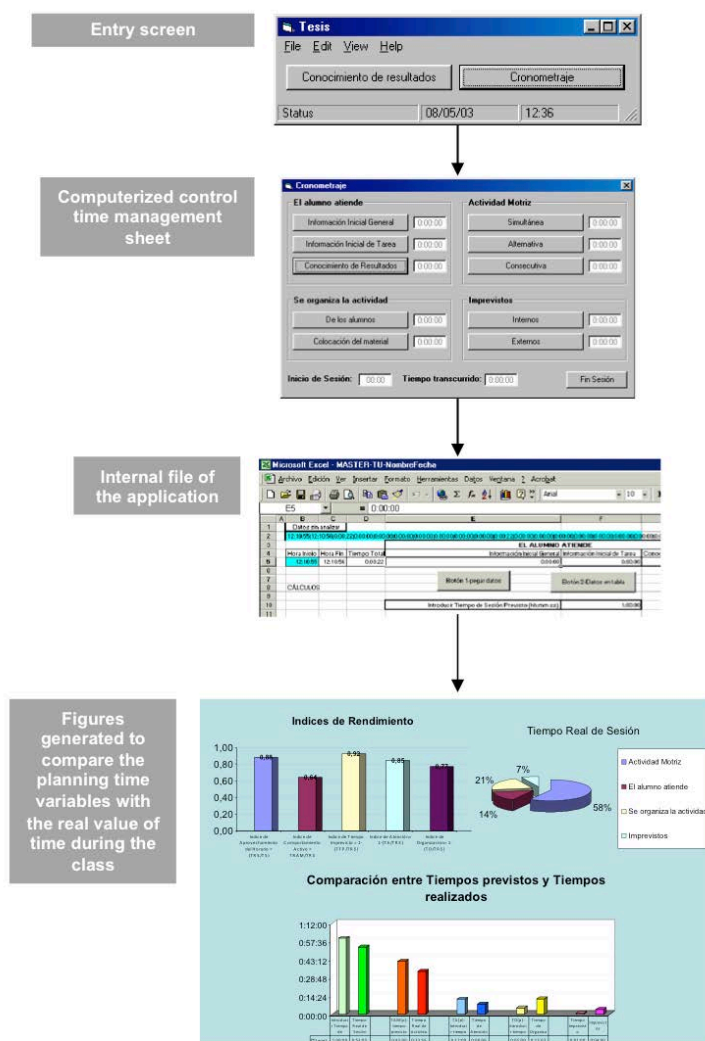 Entry screen
Tesis
File Edit View Help
Conocimiento de resultados Cronometraje
Status 08/05/03 12:36
Computerized control
time management
sheet
Cronometraje
El alumno atiende Actividad Motriz
Información Inicial General 0:00:00 Simultánea 0:00:00
Información Inicial de Tarea 0:00:00 Alternativa 0:00:00
Conocimiento de Resultados 0:00:00 Consecutiva 0:00:00
Se organiza la actividad Imprevistos
De los alumnos 0:00:00 Internos 0:00:00
Colocación del material 0:00:00 Externos 0:00:00
Inicio de Sesión: 00:00 Tiempo transcurrido: 0:00:00 Fin Sesión
Internal file of
the application
Microsoft Excel - MASTER-TU-NombreFecha
Archivo Edición Ver Insertar Formato Herramientas Datos Ventana ? Acrobat
Arial 10
E5 = 0:00:00
A B C D E F
1 Datos sin analizar
2
3 EL ALUMNO ATIENDE
4 Hora Inicio Hora Fin Tiempo Total Información Inicial General Información Inicial de Tarea
5 12:10:55 12:10:56 0:00:22 0:00:00 0:00:00
6
7 Botón 1:pegar datos Botón 2:Datos en tabla
8 CÁLCULOS
9
10 Introducir Tiempo de Sesión Previsto 1:00:00
11
Figures
generated to
compare the
planning time
variables with
the real value of
time during the
class
Indices de Rendimiento
1,00
0,80
0,60
0,40
0,20
0,00
0,88 0,64 0,92 0,85 0,77
Tiempo Real de Sesión
7%
21%
14%
58%
Actividad Motriz
El alumno atiende
Se organiza la actividad
Imprevistos
Comparación entre Tiempos previstos y Tiempos
realizados
1:12:00
0:57:36
0:43:12
0:28:48
0:14:24
0:00:00